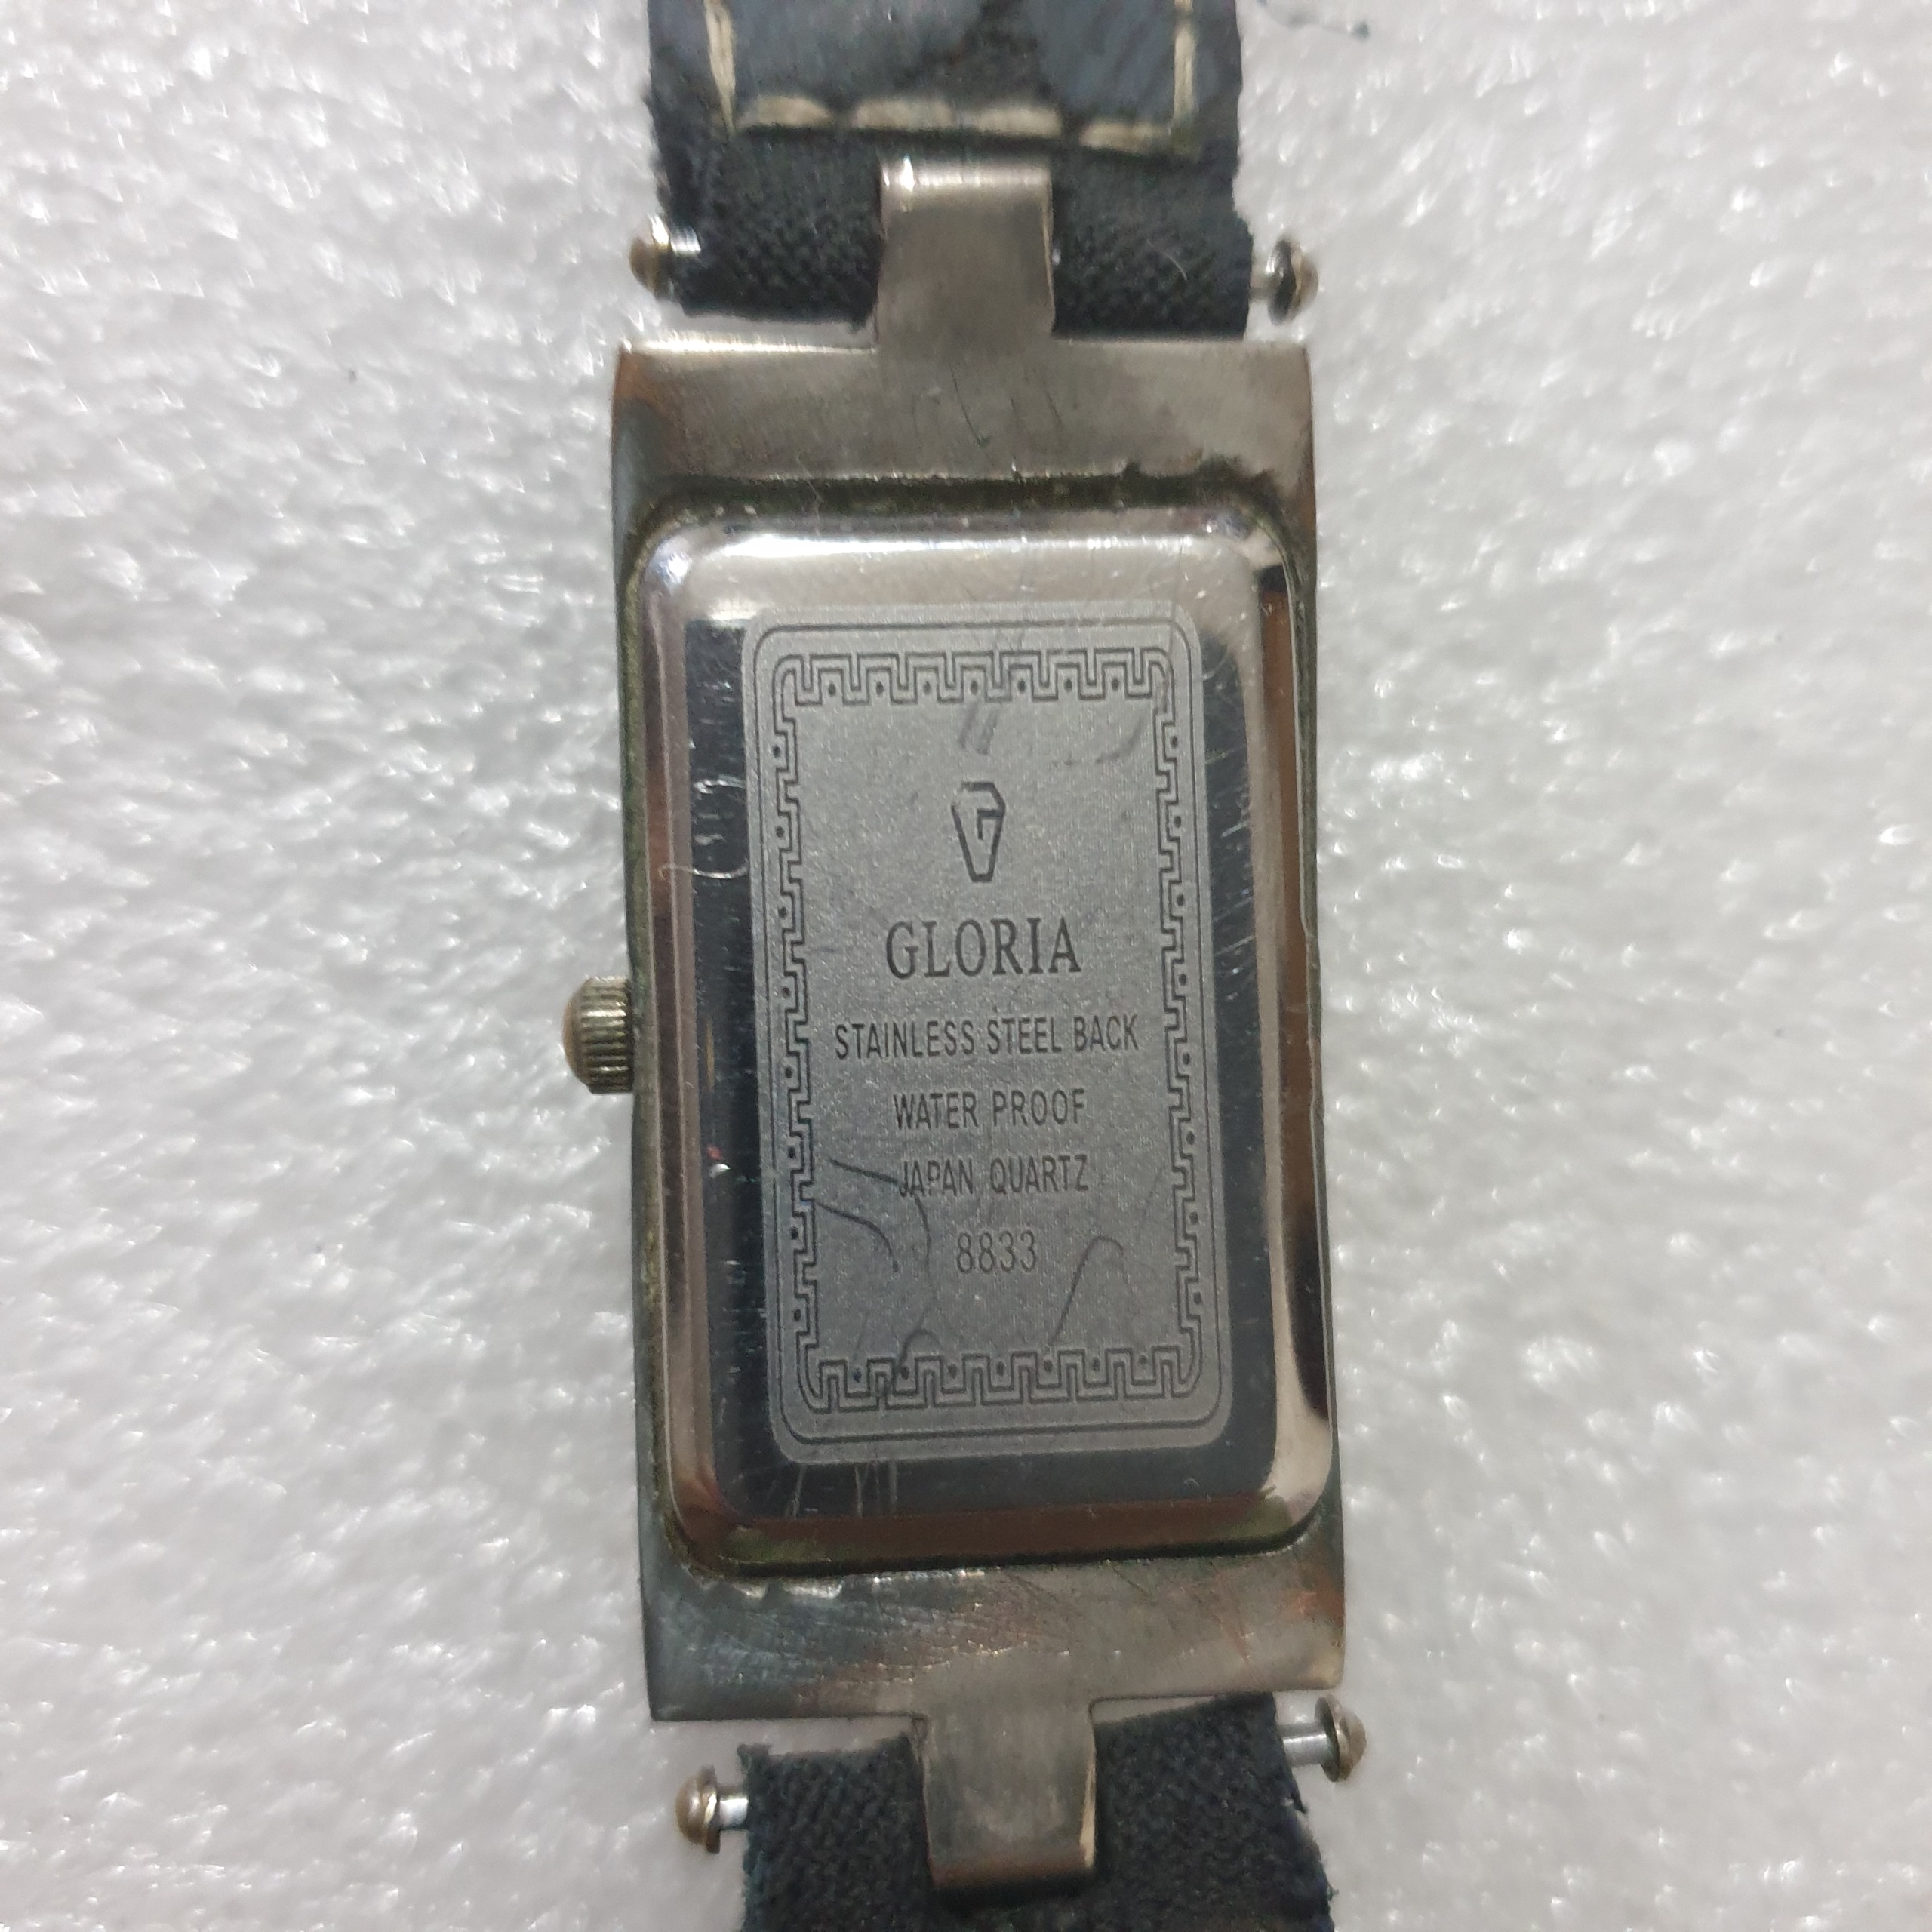 GLORIA
STAINLESS STEEL BACK
WATER PROOF
JAPAN QUARTZ
8833